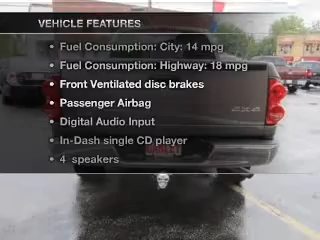 VEHICLE FEATURES
• Fuel Consumption: City: 14 mpg
• Fuel Consumption: Highway: 18 mpg
• Front Ventilated disc brakes
• Passenger Airbag
• Digital Audio Input
• In-Dash single CD player
• 4 speakers
4x4